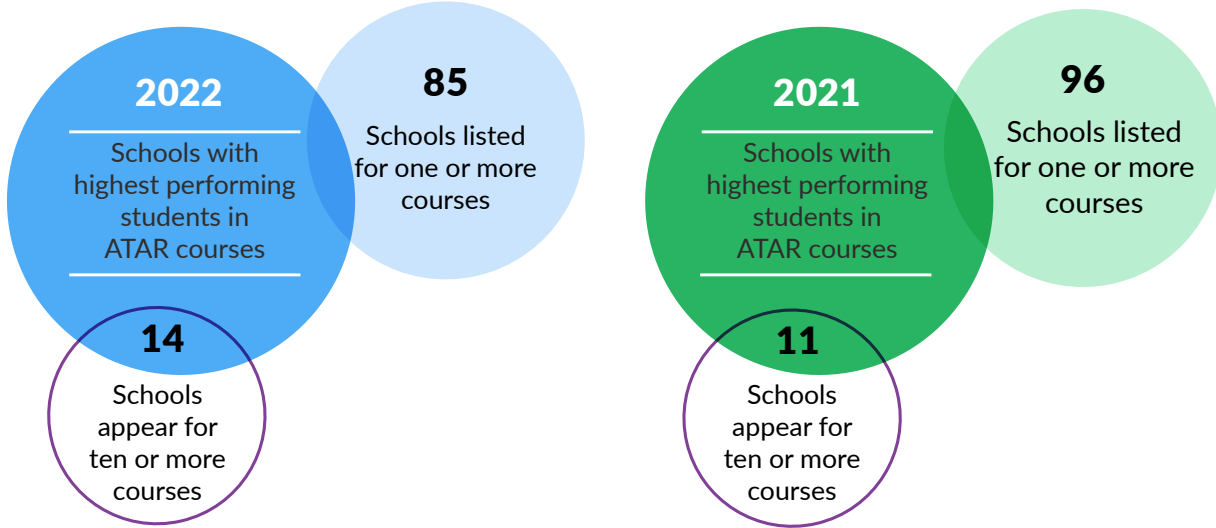 2022
Schools with
highest performing
students in
ATAR courses
85
Schools listed
for one or more
courses
14
Schools
appear for
ten or more
courses
2021
Schools with
highest performing
students in
ATAR courses
96
Schools listed
for one or more
courses
11
Schools
appear for
ten or more
courses